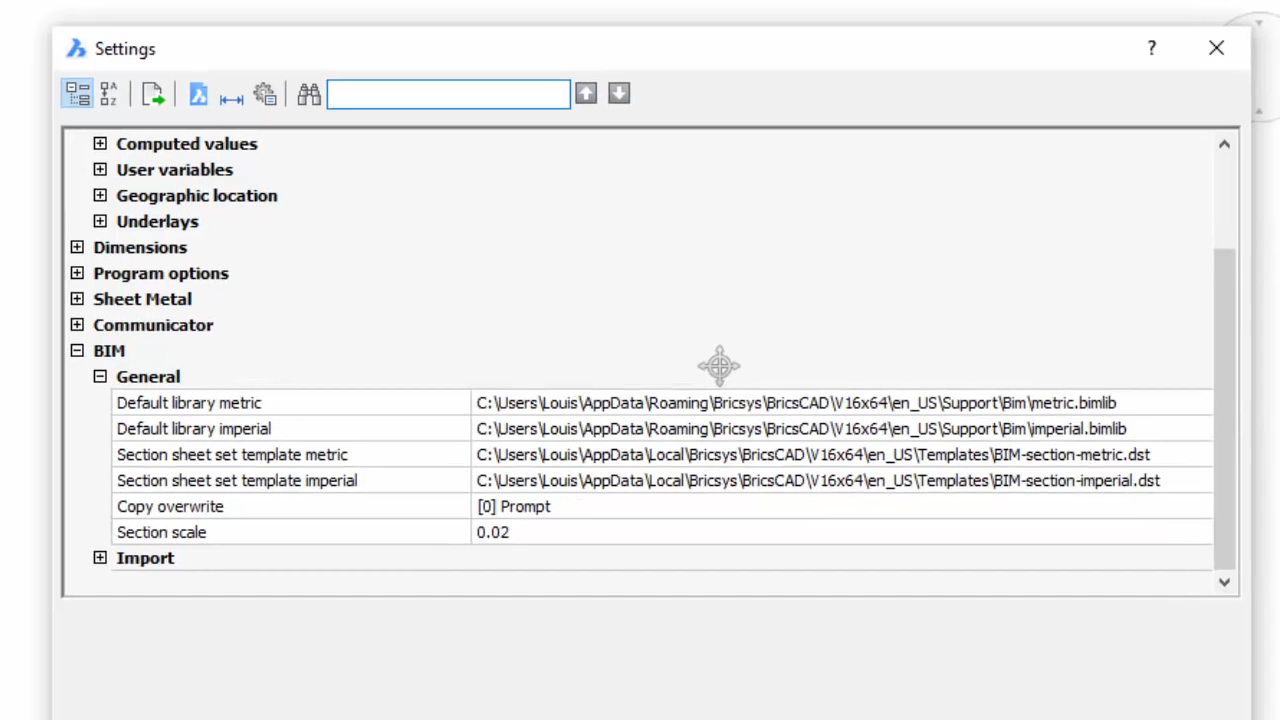 Settings
?
Computed values
User variables
Geographic location
Underlays
Dimensions
Program options
Sheet Metal
Communicator
BIM
General
Default library metric C:\Users\Louis\AppData\Roaming\Bricsys\BricsCAD\V16x64\en_US\Support\Bim\metric.bimlib
Default library imperial C:\Users\Louis\AppData\Roaming\Bricsys\BricsCAD\V16x64\en_US\Support\Bim\imperial.bimlib
Section sheet set template metric C:\Users\Louis\AppData\Local\Bricsys\BricsCAD\V16x64\en_US\Templates\BIM-section-metric.dst
Section sheet set template imperial C:\Users\Louis\AppData\Local\Bricsys\BricsCAD\V16x64\en_US\Templates\BIM-section-imperial.dst
Copy overwrite [0] Prompt
Section scale 0.02
Import